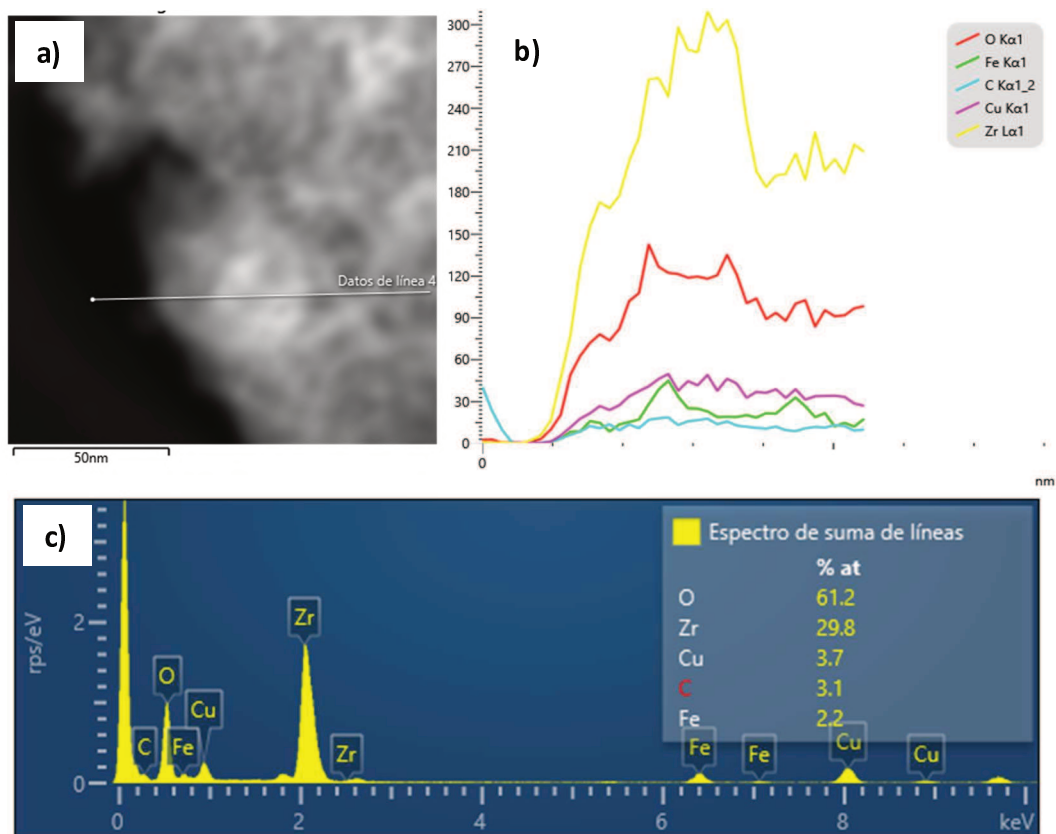 a)
Datos de línea 4
50nm
b)
300
270
240
210
180
150
120
90
60
30
0
0
nm
O Kα1
Fe Kα1
C Kα1_2
Cu Kα1
Zr Lα1
c)
rps/eV
2
0
C
O
Fe
Cu
Zr
Zr
Fe
Fe
Cu
Cu
0 2 4 6 8 keV
Espectro de suma de líneas
% at
O 61.2
Zr 29.8
Cu 3.7
C 3.1
Fe 2.2